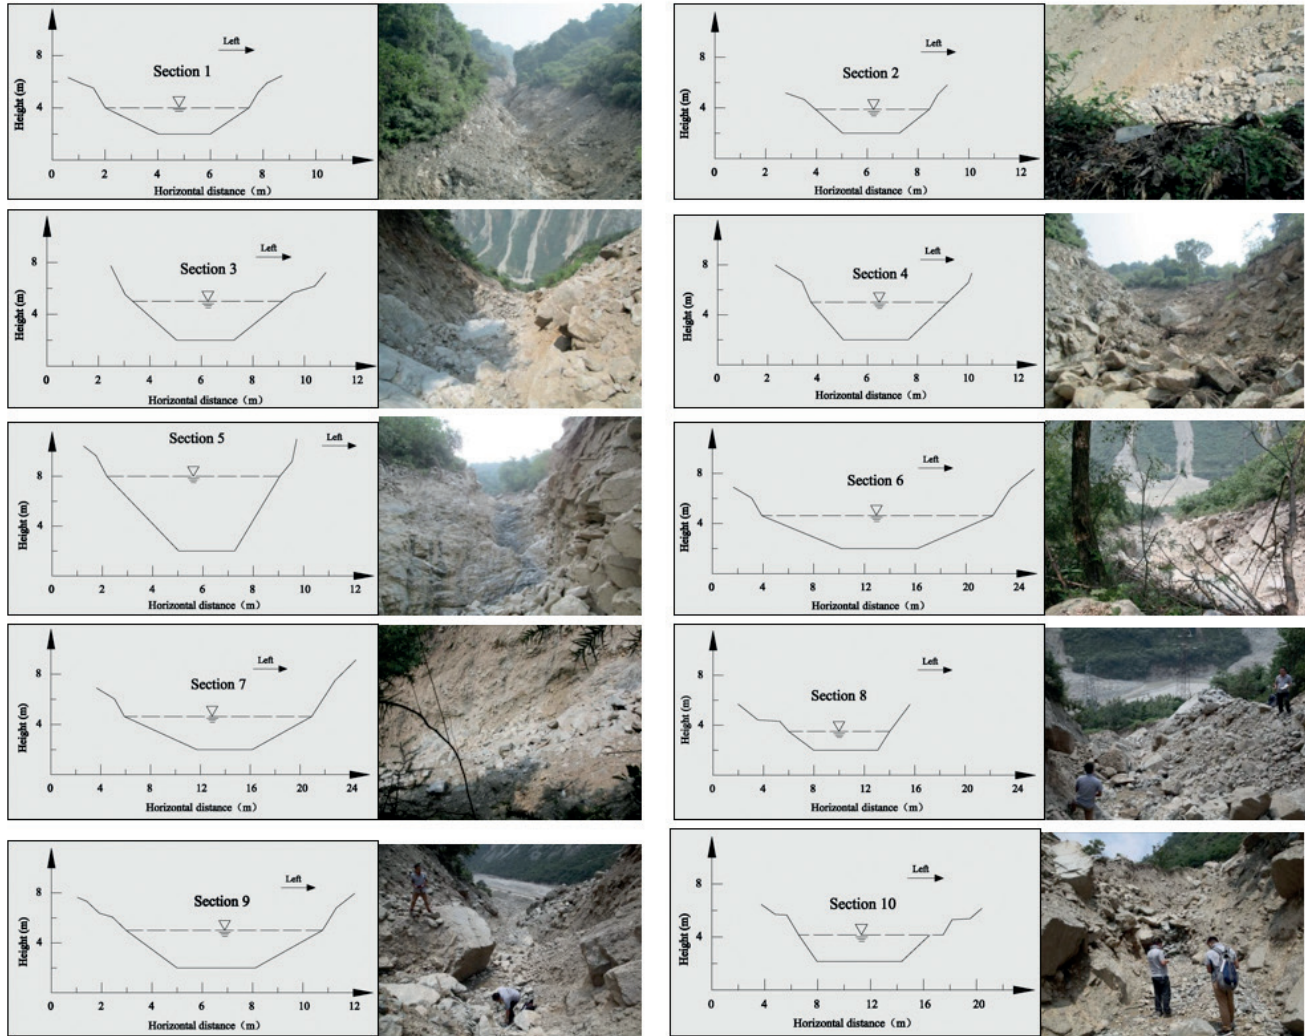 Left
Section 1
Height (m)
8
4
0 2 4 6 8 10
Horizontal distance（m）
Left
Section 2
Height (m)
8
4
0 2 4 6 8 10 12
Horizontal distance（m）
Left
Section 3
Height (m)
8
4
0 2 4 6 8 10 12
Horizontal distance（m）
Left
Section 4
Height (m)
8
4
0 2 4 6 8 10 12
Horizontal distance（m）
Left
Section 5
Height (m)
8
4
0 2 4 6 8 10 12
Horizontal distance（m）
Left
Section 6
Height (m)
8
4
0 4 8 12 16 20 24
Horizontal distance（m）
Left
Section 7
Height (m)
8
4
0 4 8 12 16 20 24
Horizontal distance（m）
Left
Section 8
Height (m)
8
4
0 4 8 12 16 20 24
Horizontal distance（m）
Left
Section 9
Height (m)
8
4
0 2 4 6 8 10 12
Horizontal distance（m）
Left
Section 10
Height (m)
8
4
0 4 8 12 16 20
Horizontal distance（m）